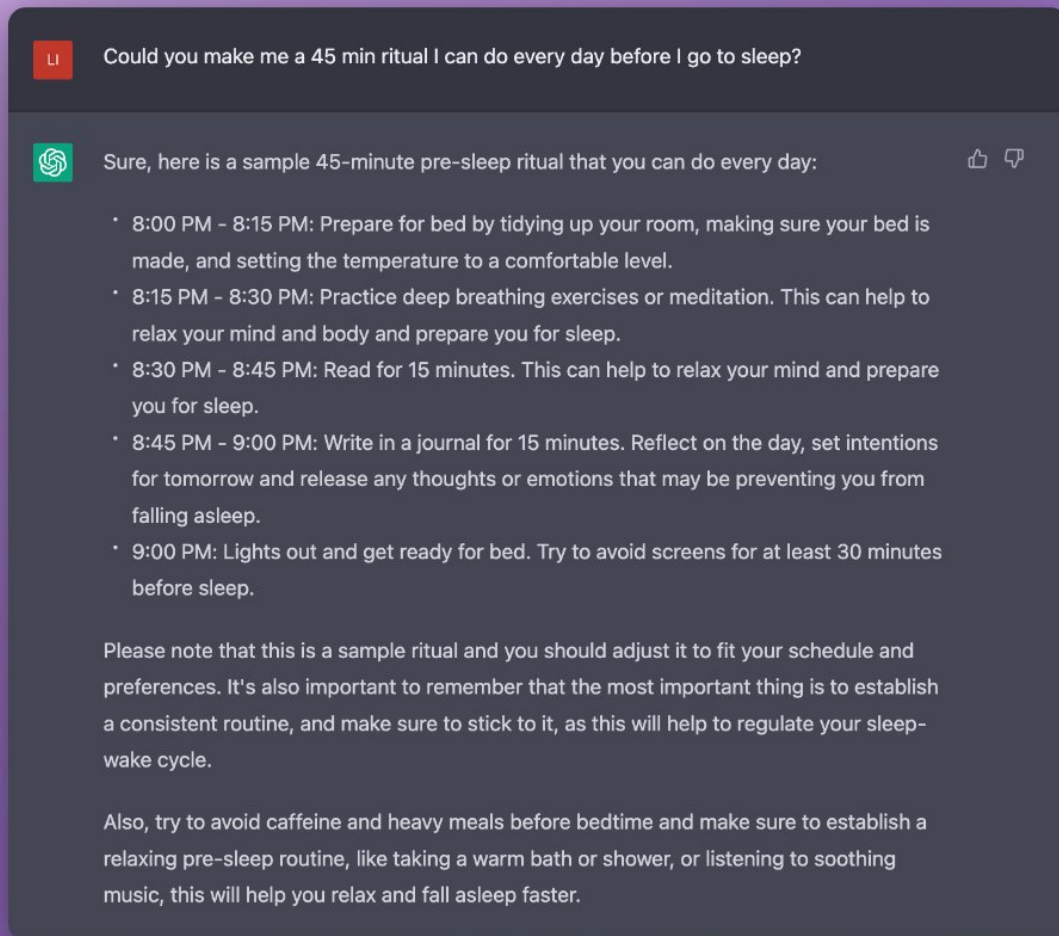 LI
Could you make me a 45 min ritual I can do every day before I go to sleep?
Sure, here is a sample 45-minute pre-sleep ritual that you can do every day:
• 8:00 PM - 8:15 PM: Prepare for bed by tidying up your room, making sure your bed is
made, and setting the temperature to a comfortable level.
• 8:15 PM - 8:30 PM: Practice deep breathing exercises or meditation. This can help to
relax your mind and body and prepare you for sleep.
• 8:30 PM - 8:45 PM: Read for 15 minutes. This can help to relax your mind and prepare
you for sleep.
• 8:45 PM - 9:00 PM: Write in a journal for 15 minutes. Reflect on the day, set intentions
for tomorrow and release any thoughts or emotions that may be preventing you from
falling asleep.
• 9:00 PM: Lights out and get ready for bed. Try to avoid screens for at least 30 minutes
before sleep.
Please note that this is a sample ritual and you should adjust it to fit your schedule and
preferences. It's also important to remember that the most important thing is to establish
a consistent routine, and make sure to stick to it, as this will help to regulate your sleep-
wake cycle.
Also, try to avoid caffeine and heavy meals before bedtime and make sure to establish a
relaxing pre-sleep routine, like taking a warm bath or shower, or listening to soothing
music, this will help you relax and fall asleep faster.